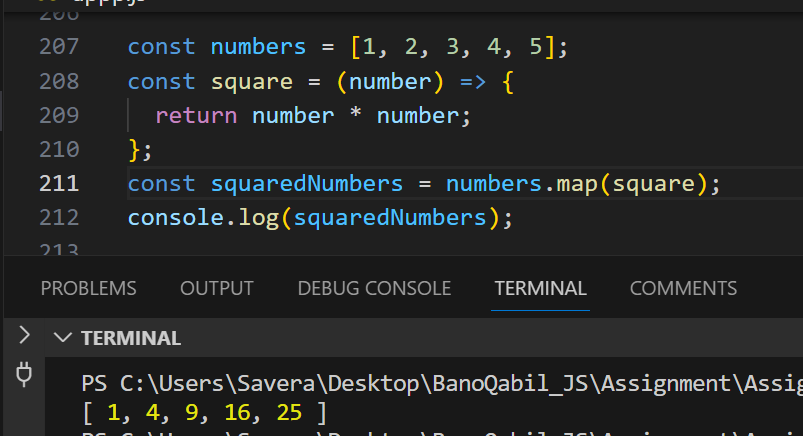 206
207 const numbers = [1, 2, 3, 4, 5];
208 const square = (number) => {
209 return number * number;
210 };
211 const squaredNumbers = numbers.map(square);
212 console.log(squaredNumbers);
213
PROBLEMS OUTPUT DEBUG CONSOLE TERMINAL COMMENTS
TERMINAL
PS C:\Users\Savera\Desktop\BanoQabil_JS\Assignment\Assig
[ 1, 4, 9, 16, 25 ]